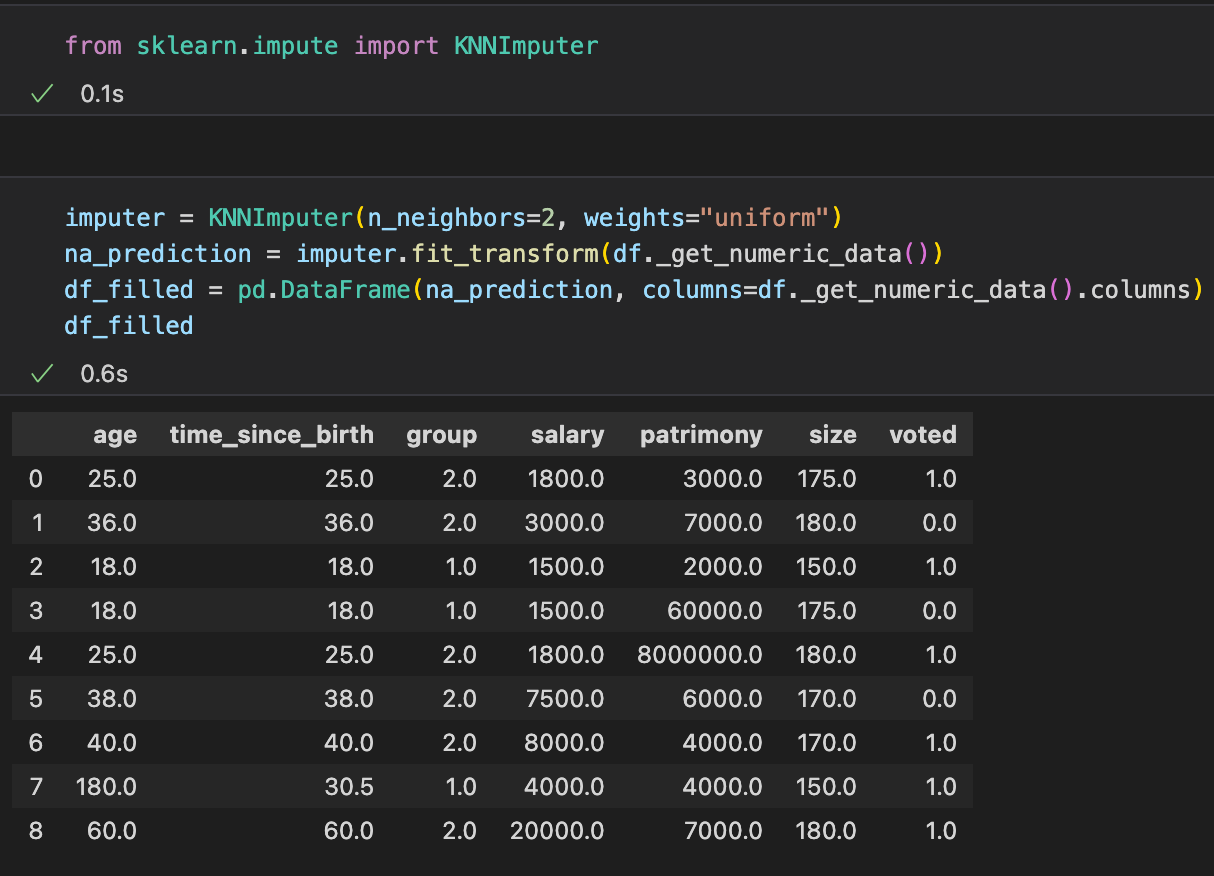 from sklearn.impute import KNNImputer
0.1s
imputer = KNNImputer(n_neighbors=2, weights="uniform")
na_prediction = imputer.fit_transform(df._get_numeric_data())
df_filled = pd.DataFrame(na_prediction, columns=df._get_numeric_data().columns)
df_filled
0.6s
age time_since_birth group salary patrimony size voted
0 25.0 25.0 2.0 1800.0 3000.0 175.0 1.0
1 36.0 36.0 2.0 3000.0 7000.0 180.0 0.0
2 18.0 18.0 1.0 1500.0 2000.0 150.0 1.0
3 18.0 18.0 1.0 1500.0 60000.0 175.0 0.0
4 25.0 25.0 2.0 1800.0 8000000.0 180.0 1.0
5 38.0 38.0 2.0 7500.0 6000.0 170.0 0.0
6 40.0 40.0 2.0 8000.0 4000.0 170.0 1.0
7 180.0 30.5 1.0 4000.0 4000.0 150.0 1.0
8 60.0 60.0 2.0 20000.0 7000.0 180.0 1.0